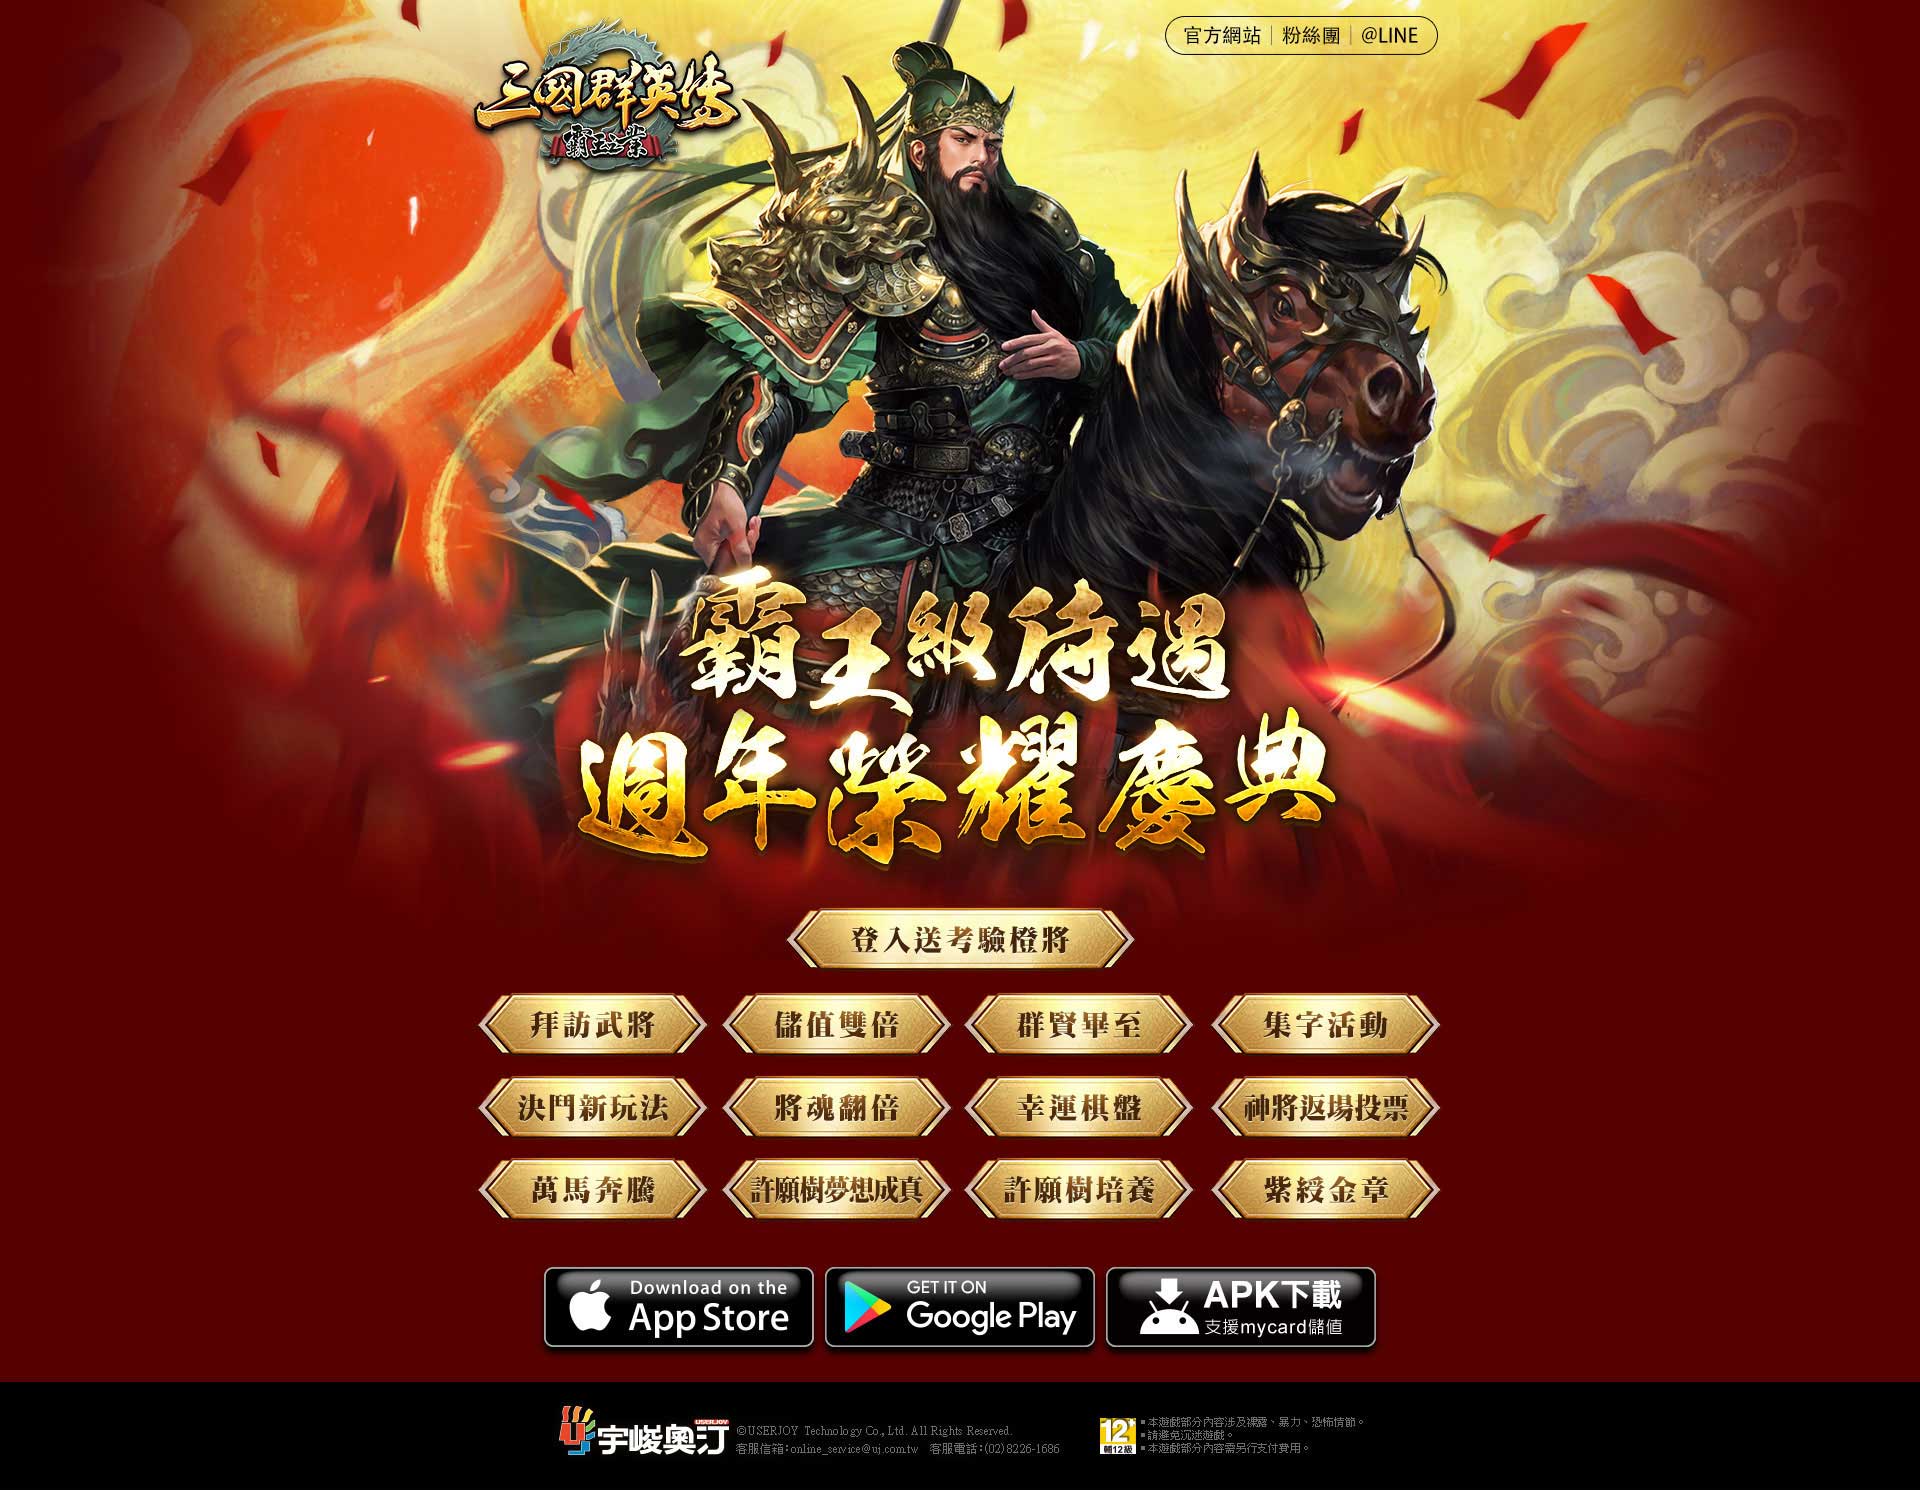 三國群英傳
霸王之業
官方網站 | 粉絲團 | @LINE
霸王級待遇
週年榮耀慶典
登入送考驗橙將
拜訪武將
儲值雙倍
群賢畢至
集字活動
決鬥新玩法
將魂翻倍
幸運棋盤
神將返場投票
萬馬奔騰
許願樹夢想成真
許願樹培養
紫綬金章
Download on the
App Store
GET IT ON
Google Play
APK下載
支援mycard儲值
USERJOY
宇峻奧汀
©USERJOY Technology Co., Ltd. All Rights Reserved.
客服信箱:online_service@uj.com.tw 客服電話:(02)8226-1686
12+
輔12級
▪本遊戲部分內容涉及裸露、暴力、恐怖情節。
▪請避免沉迷遊戲。
▪本遊戲部分內容需另行支付費用。